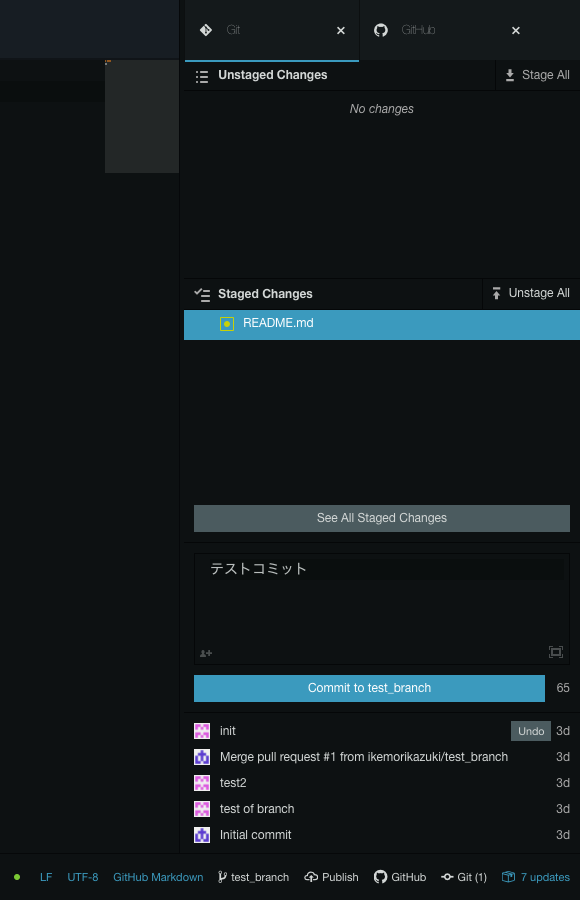 Git
GitHub
Unstaged Changes
Stage All
No changes
Staged Changes
Unstage All
README.md
See All Staged Changes
テストコミット
Commit to test_branch
65
init
Undo
3d
Merge pull request #1 from ikemorikazuki/test_branch
3d
test2
3d
test of branch
3d
Initial commit
3d
LF
UTF-8
GitHub Markdown
test_branch
Publish
GitHub
Git (1)
7 updates